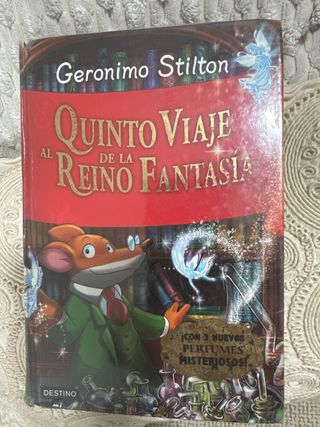 Geronimo Stilton
QUINTO VIAJE
AL REINO DE LA FANTASÍA
¡CON 3 NUEVOS
PERFUMES
MISTERIOSOS!
DESTINO